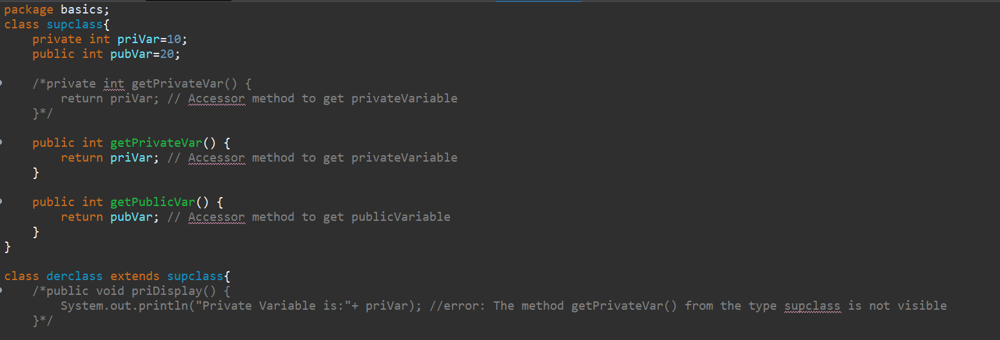 package basics;
class supclass{
    private int priVar=10;
    public int pubVar=20;

    /*private int getPrivateVar() {
        return priVar; // Accessor method to get privateVariable
    }*/

    public int getPrivateVar() {
        return priVar; // Accessor method to get privateVariable
    }

    public int getPublicVar() {
        return pubVar; // Accessor method to get publicVariable
    }
}

class derclass extends supclass{
    /*public void priDisplay() {
        System.out.println("Private Variable is:"+ priVar); //error: The method getPrivateVar() from the type supclass is not visible
    }*/